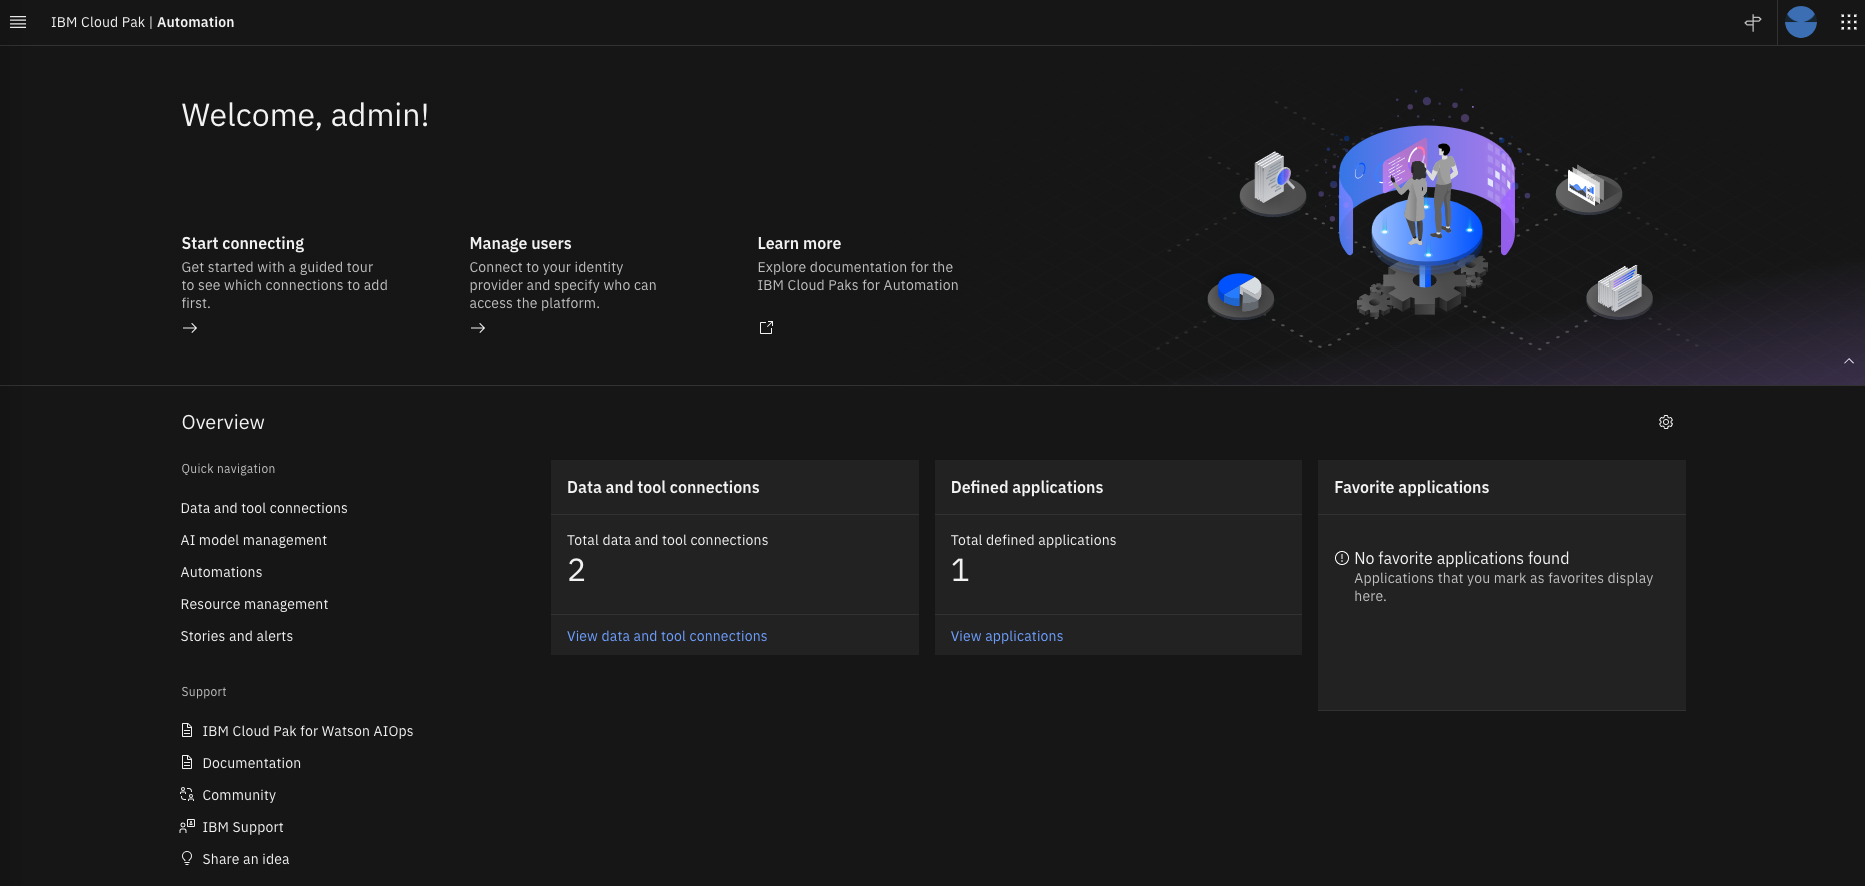 IBM Cloud Pak | Automation
Welcome, admin!
Start connecting
Get started with a guided tour
to see which connections to add
first.
Manage users
Connect to your identity
provider and specify who can
access the platform.
Learn more
Explore documentation for the
IBM Cloud Paks for Automation
Overview
Quick navigation
Data and tool connections
AI model management
Automations
Resource management
Stories and alerts
Support
IBM Cloud Pak for Watson AIOps
Documentation
Community
IBM Support
Share an idea
Data and tool connections
Total data and tool connections
2
View data and tool connections
Defined applications
Total defined applications
1
View applications
Favorite applications
No favorite applications found
Applications that you mark as favorites display
here.